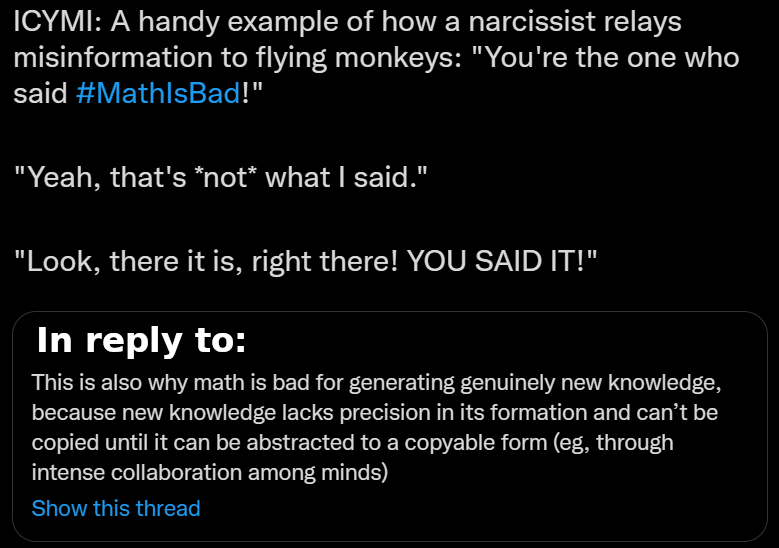 ICYMI: A handy example of how a narcissist relays
misinformation to flying monkeys: "You're the one who
said #MathIsBad!"
"Yeah, that's *not* what I said."
"Look, there it is, right there! YOU SAID IT!"
In reply to:
This is also why math is bad for generating genuinely new knowledge,
because new knowledge lacks precision in its formation and can’t be
copied until it can be abstracted to a copyable form (eg, through
intense collaboration among minds)
Show this thread